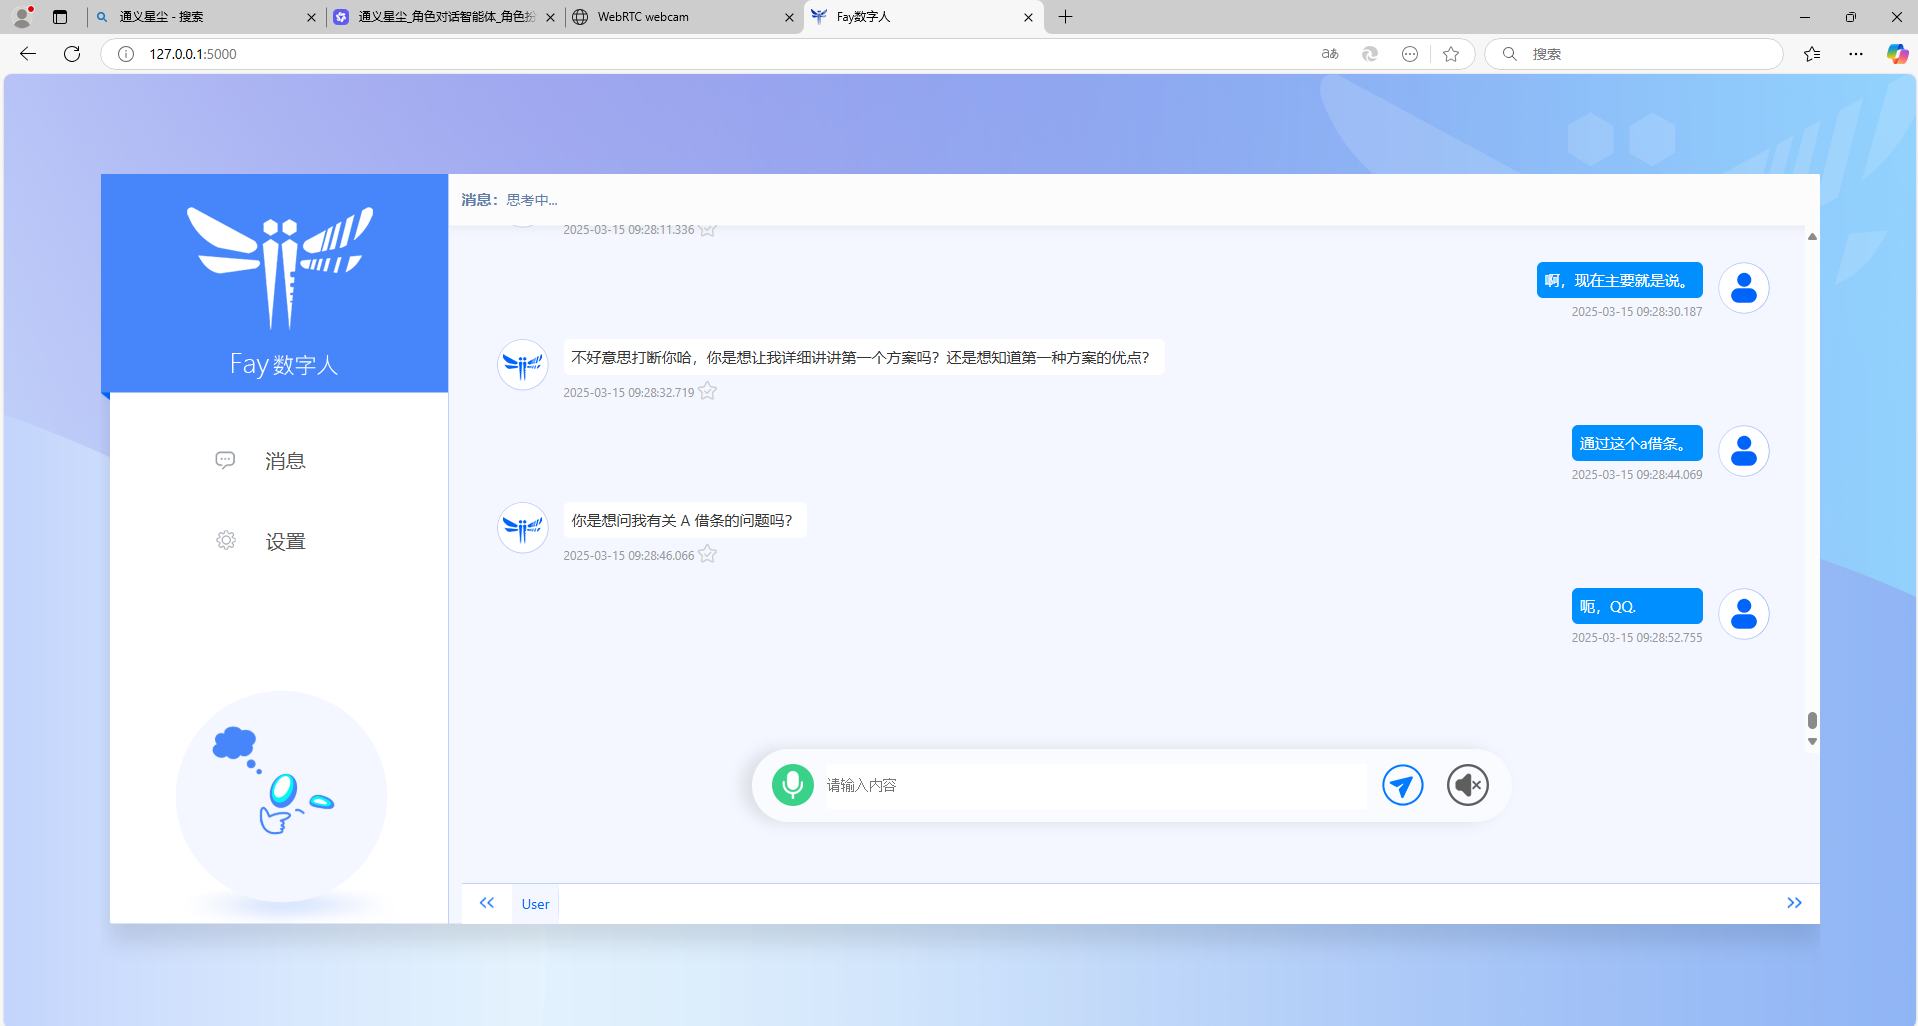 通义星尘 - 搜索
通义星尘_角色对话智能体_角色扮
WebRTC webcam
Fay数字人
127.0.0.1:5000
aあ
搜索
Fay 数字人
消息
设置
消息：思考中...
2025-03-15 09:28:11.336
啊，现在主要就是说。
2025-03-15 09:28:30.187
不好意思打断你哈，你是想让我详细讲讲第一个方案吗？还是想知道第一种方案的优点？
2025-03-15 09:28:32.719
通过这个a借条。
2025-03-15 09:28:44.069
你是想问我有关 A 借条的问题吗？
2025-03-15 09:28:46.066
呃，QQ.
2025-03-15 09:28:52.755
请输入内容
User